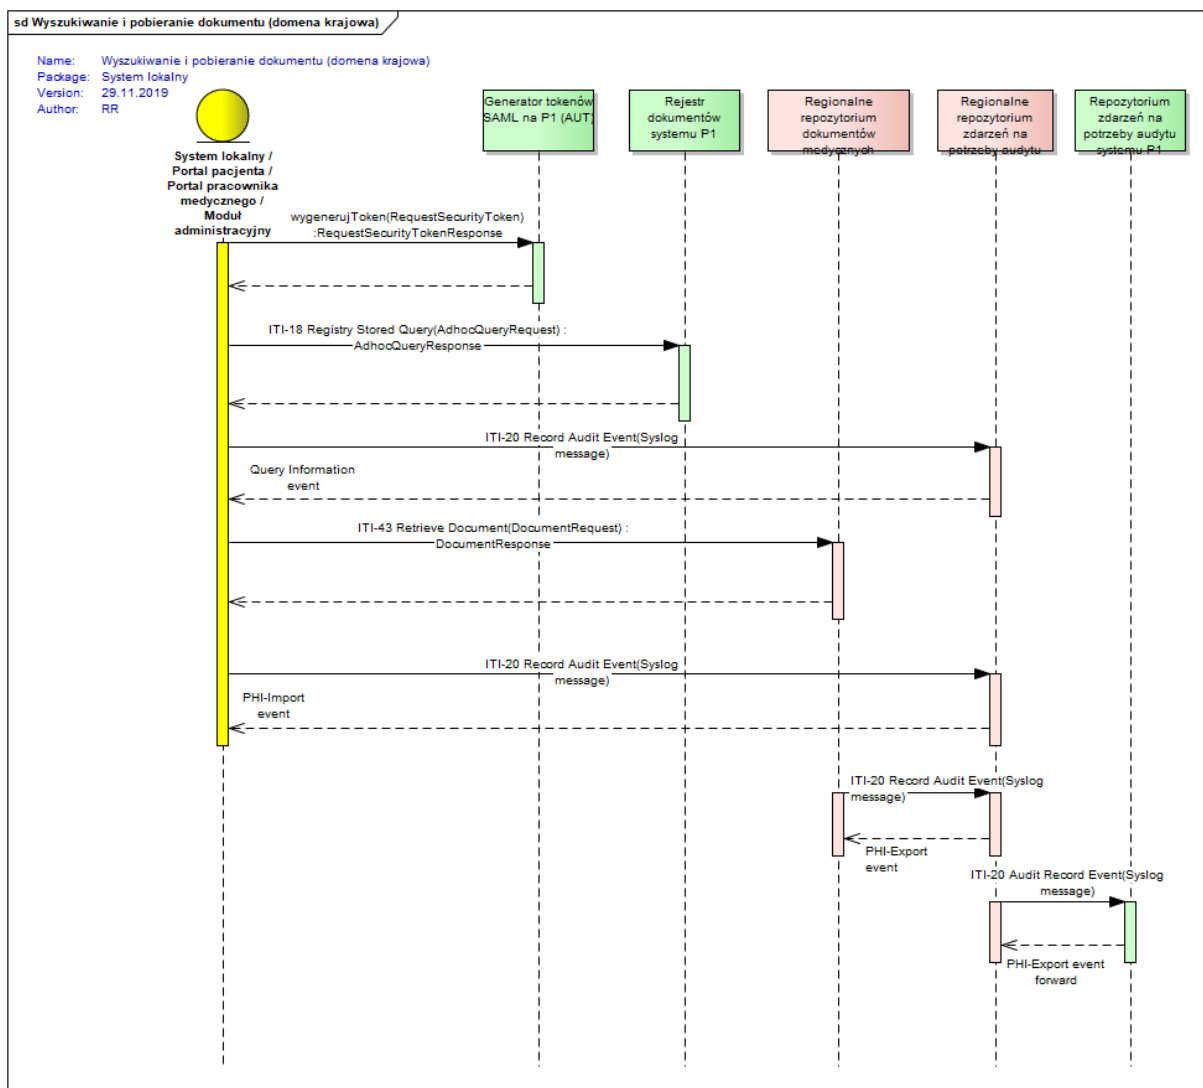 sd Wyszukiwanie i pobieranie dokumentu (domena krajowa)
Name: Wyszukiwanie i pobieranie dokumentu (domena krajowa)
Package: System lokalny
Version: 29.11.2019
Author: RR
System lokalny /
Portal pacjenta /
Portal pracownika
medycznego /
Moduł
administracyjny
Generator tokenów
SAML na P1 (AUT)
Rejestr
dokumentów
systemu P1
Regionalne
repozytorium
dokumentów
medycznych
Regionalne
repozytorium
zdarzeń na
potrzeby audytu
Repozytorium
zdarzeń na
potrzeby audytu
systemu P1
wygenerujToken(RequestSecurityToken)
:RequestSecurityTokenResponse
ITI-18 Registry Stored Query(AdhocQueryRequest) :
AdhocQueryResponse
ITI-20 Record Audit Event(Syslog
message)
Query Information
event
ITI-43 Retrieve Document(DocumentRequest) :
DocumentResponse
ITI-20 Record Audit Event(Syslog
message)
PHI-Import
event
ITI-20 Record Audit Event(Syslog
message)
PHI-Export
event
ITI-20 Audit Record Event(Syslog
message)
PHI-Export event
forward